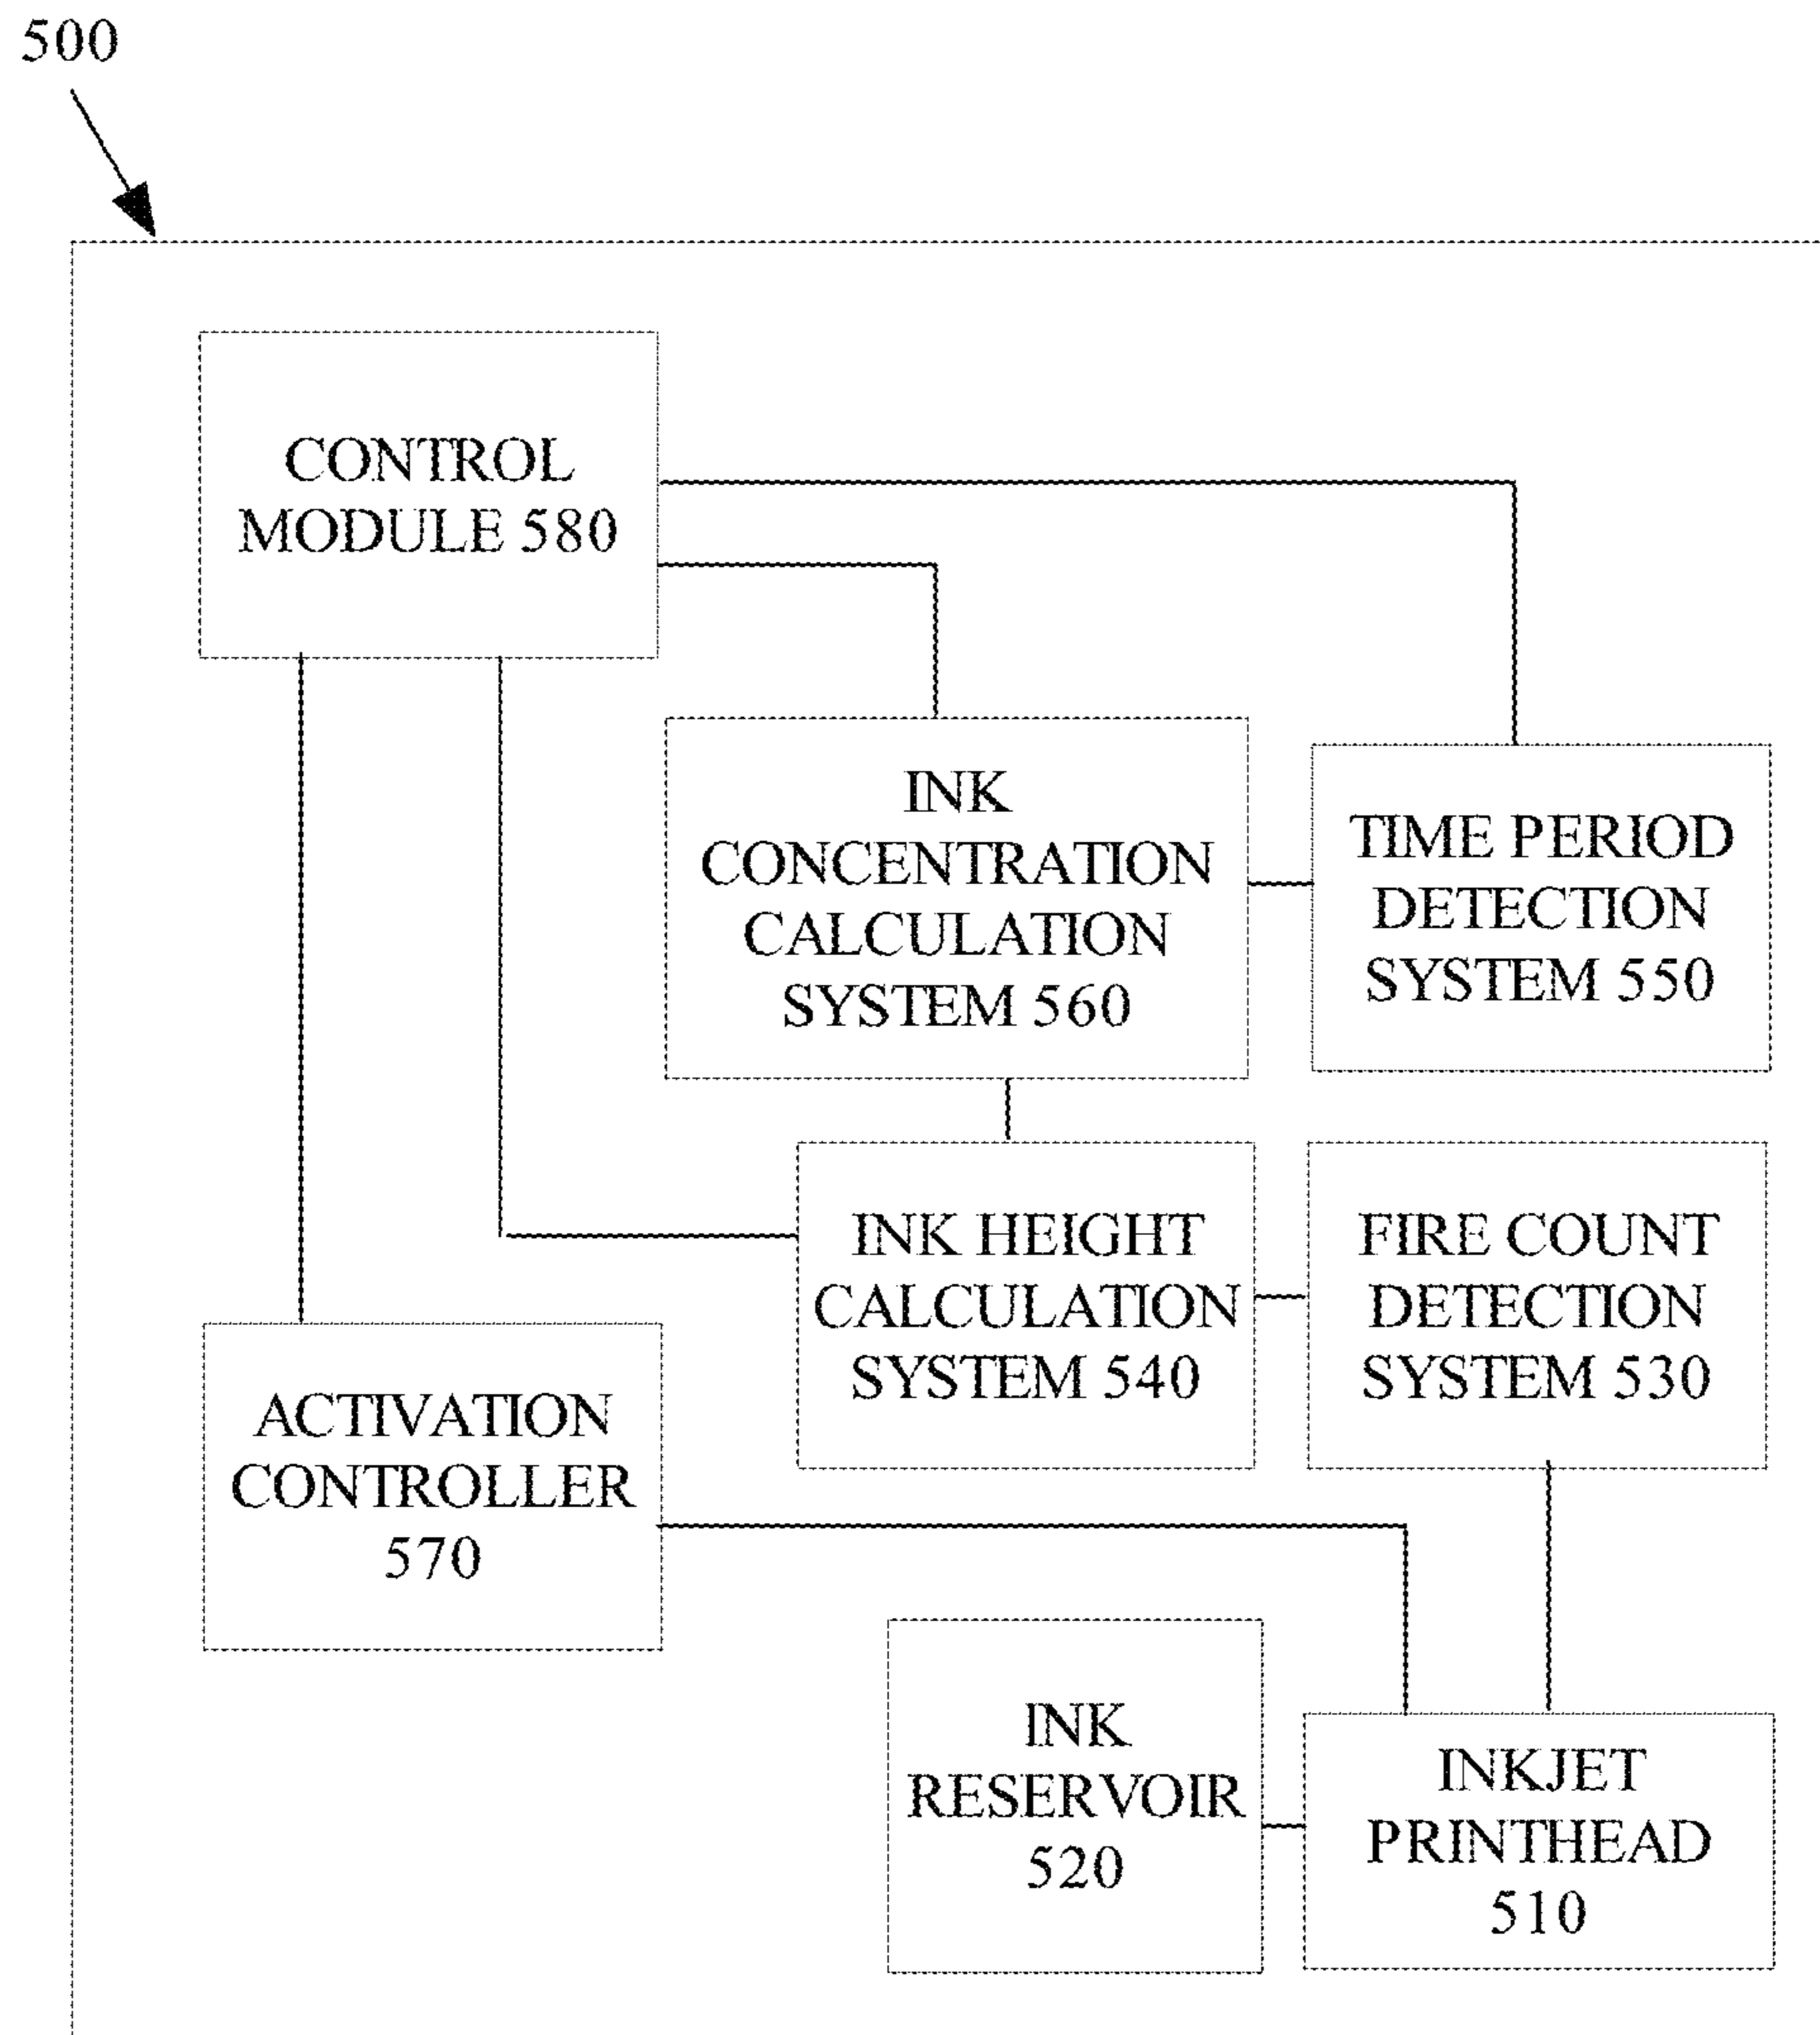 500
CONTROL
MODULE 580
INK
CONCENTRATION
CALCULATION
SYSTEM 560
TIME PERIOD
DETECTION
SYSTEM 550
INK HEIGHT
CALCULATION
SYSTEM 540
FIRE COUNT
DETECTION
SYSTEM 530
ACTIVATION
CONTROLLER
570
INK
RESERVOIR
520
INKJET
PRINTHEAD
510